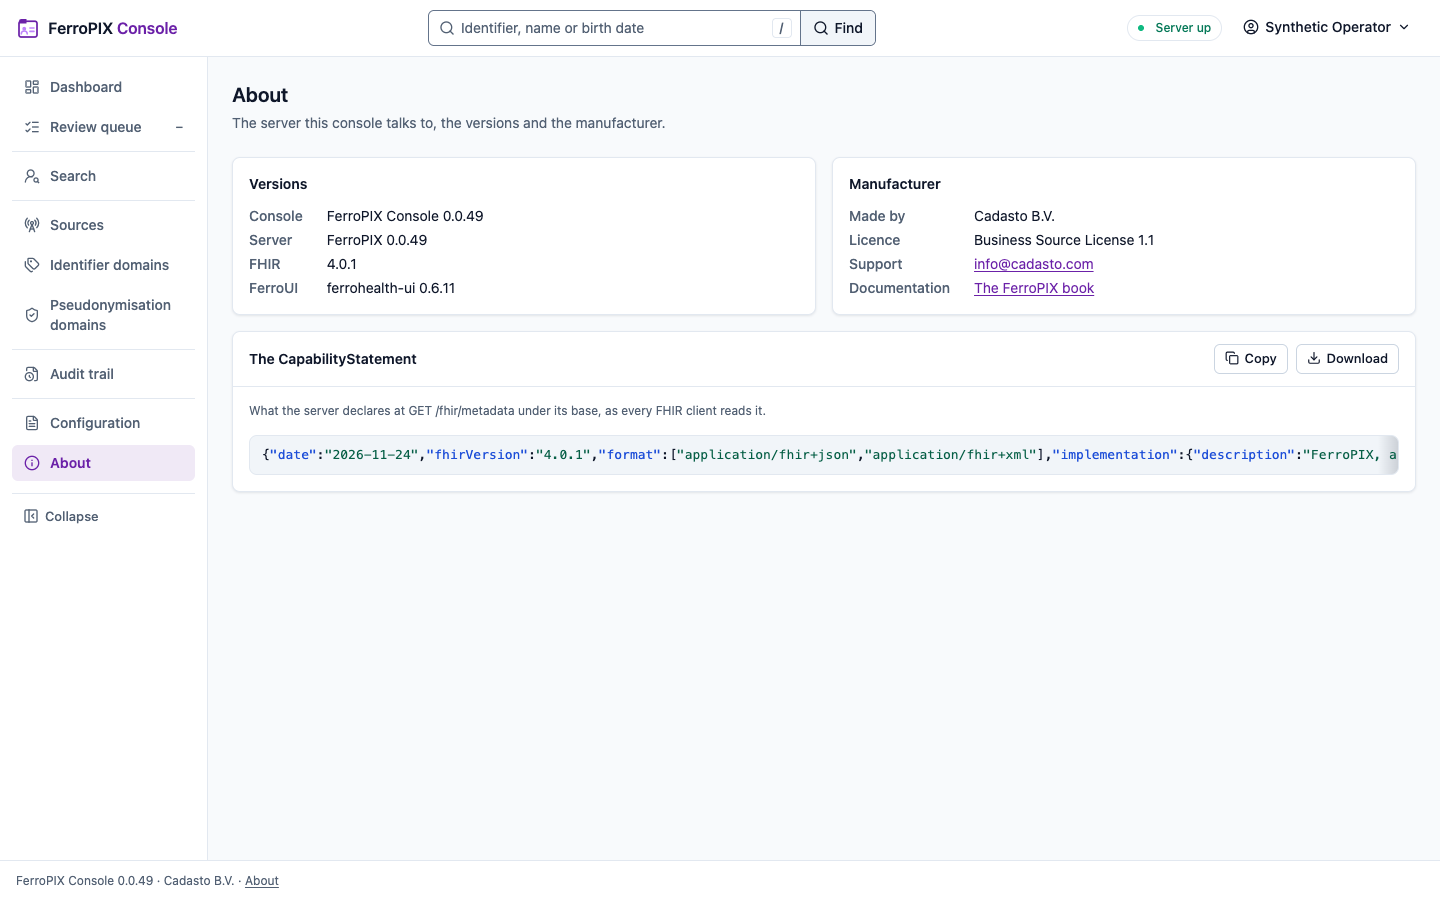 FerroPIX Console
Identifier, name or birth date
/
Find
Server up
Synthetic Operator
Dashboard
Review queue –
Search
Sources
Identifier domains
Pseudonymisation
domains
Audit trail
Configuration
About
Collapse
About
The server this console talks to, the versions and the manufacturer.
Versions
Console FerroPIX Console 0.0.49
Server FerroPIX 0.0.49
FHIR 4.0.1
FerroUI ferrohealth-ui 0.6.11
Manufacturer
Made by Cadasto B.V.
Licence Business Source License 1.1
Support info@cadasto.com
Documentation The FerroPIX book
The CapabilityStatement
Copy
Download
What the server declares at GET /fhir/metadata under its base, as every FHIR client reads it.
{"date":"2026-11-24","fhirVersion":"4.0.1","format":["application/fhir+json","application/fhir+xml"],"implementation":{"description":"FerroPIX, a
FerroPIX Console 0.0.49 · Cadasto B.V. · About